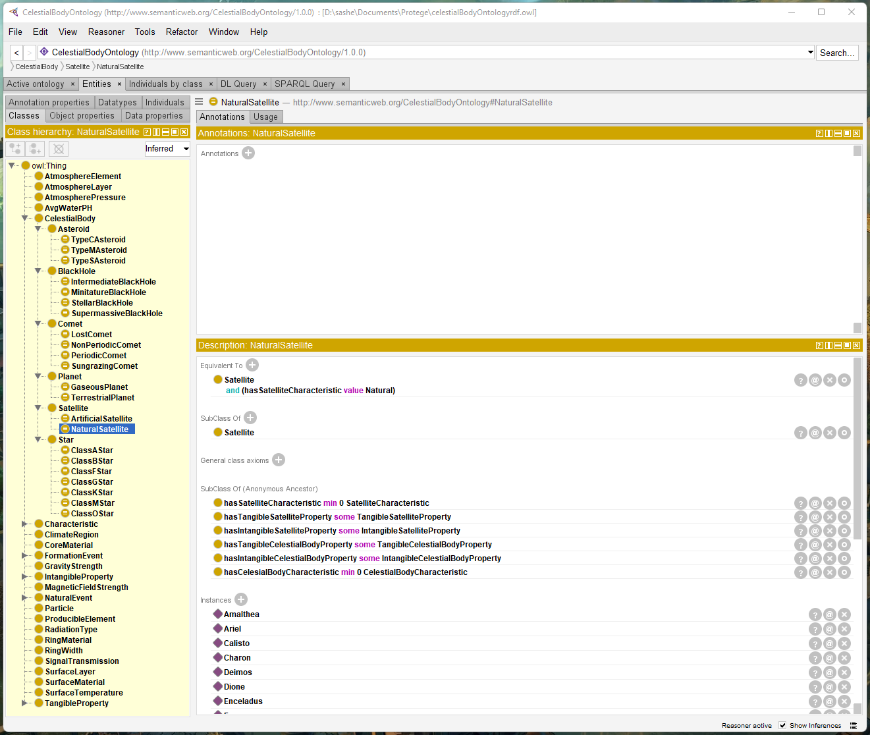 CelestialBodyOntology (http://www.semanticweb.org/CelestialBodyOntology/1.0.0) : [D:\sashe\Documents\Protege\celestialBodyOntologyrdf.owl]
File Edit View Reasoner Tools Refactor Window Help
< > CelestialBodyOntology (http://www.semanticweb.org/CelestialBodyOntology/1.0.0) Search...
CelestialBody Satellite NaturalSatellite
Active ontology × Entities × Individuals by class × DL Query × SPARQL Query ×
Annotation properties Datatypes Individuals
Classes Object properties Data properties
Class hierarchy: NaturalSatellite
Inferred
owl:Thing
AtmosphereElement
AtmosphereLayer
AtmospherePressure
AvgWaterPH
CelestialBody
Asteroid
TypeCAsteroid
TypeMAsteroid
TypeSAsteroid
BlackHole
IntermediateBlackHole
MinitatureBlackHole
StellarBlackHole
SupermassiveBlackHole
Comet
LostComet
NonPeriodicComet
PeriodicComet
SungrazingComet
Planet
GaseousPlanet
TerrestrialPlanet
Satellite
ArtificialSatellite
NaturalSatellite
Star
ClassAStar
ClassBStar
ClassFStar
ClassGStar
ClassKStar
ClassMStar
ClassOStar
Characteristic
ClimateRegion
CoreMaterial
FormationEvent
GravityStrength
IntangibleProperty
MagneticFieldStrength
NaturalEvent
Particle
ProducibleElement
RadiationType
RingMaterial
RingWidth
SignalTransmission
SurfaceLayer
SurfaceMaterial
SurfaceTemperature
TangibleProperty
NaturalSatellite — http://www.semanticweb.org/CelestialBodyOntology#NaturalSatellite
Annotations Usage
Annotations: NaturalSatellite
Annotations
Description: NaturalSatellite
Equivalent To
Satellite
and (hasSatelliteCharacteristic value Natural)
SubClass Of
Satellite
General class axioms
SubClass Of (Anonymous Ancestor)
hasSatelliteCharacteristic min 0 SatelliteCharacteristic
hasTangibleSatelliteProperty some TangibleSatelliteProperty
hasIntangibleSatelliteProperty some IntangibleSatelliteProperty
hasTangibleCelestialBodyProperty some TangibleCelestialBodyProperty
hasIntangibleCelestialBodyProperty some IntangibleCelestialBodyProperty
hasCelesialBodyCharacteristic min 0 CelestialBodyCharacteristic
Instances
Amalthea
Ariel
Calisto
Charon
Deimos
Dione
Enceladus
Reasoner active Show Inferences